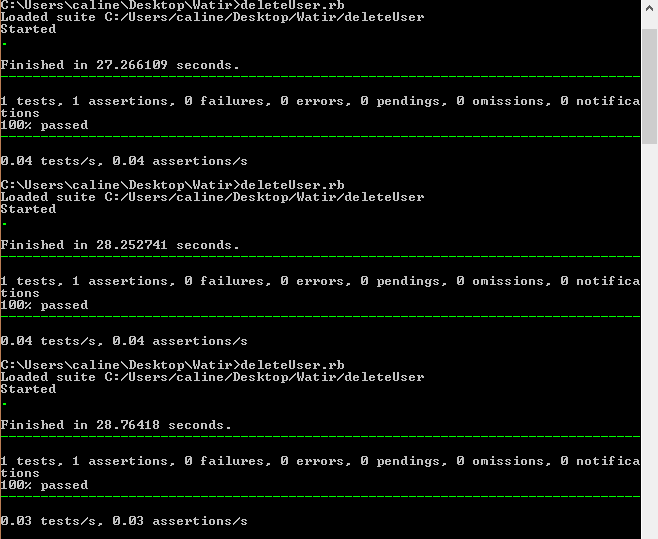 C:\Users\caline\Desktop\Watir>deleteUser.rb
Loaded suite C:/Users/caline/Desktop/Watir/deleteUser
Started
.
Finished in 27.266109 seconds.
--------------------------------------------------------------------------------
1 tests, 1 assertions, 0 failures, 0 errors, 0 pendings, 0 omissions, 0 notifica
tions
100% passed
--------------------------------------------------------------------------------
0.04 tests/s, 0.04 assertions/s
C:\Users\caline\Desktop\Watir>deleteUser.rb
Loaded suite C:/Users/caline/Desktop/Watir/deleteUser
Started
.
Finished in 28.252741 seconds.
--------------------------------------------------------------------------------
1 tests, 1 assertions, 0 failures, 0 errors, 0 pendings, 0 omissions, 0 notifica
tions
100% passed
--------------------------------------------------------------------------------
0.04 tests/s, 0.04 assertions/s
C:\Users\caline\Desktop\Watir>deleteUser.rb
Loaded suite C:/Users/caline/Desktop/Watir/deleteUser
Started
.
Finished in 28.76418 seconds.
--------------------------------------------------------------------------------
1 tests, 1 assertions, 0 failures, 0 errors, 0 pendings, 0 omissions, 0 notifica
tions
100% passed
--------------------------------------------------------------------------------
0.03 tests/s, 0.03 assertions/s